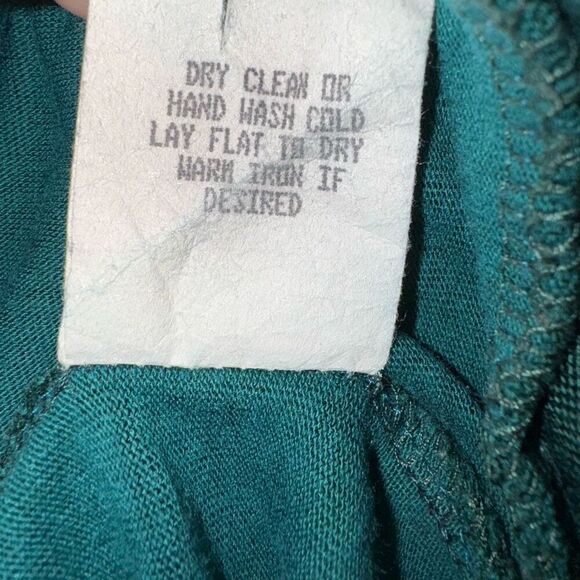 DRY CLEAN OR
HAND WASH COLD
LAY FLAT TO DRY
WARM IRON IF
DESIRED